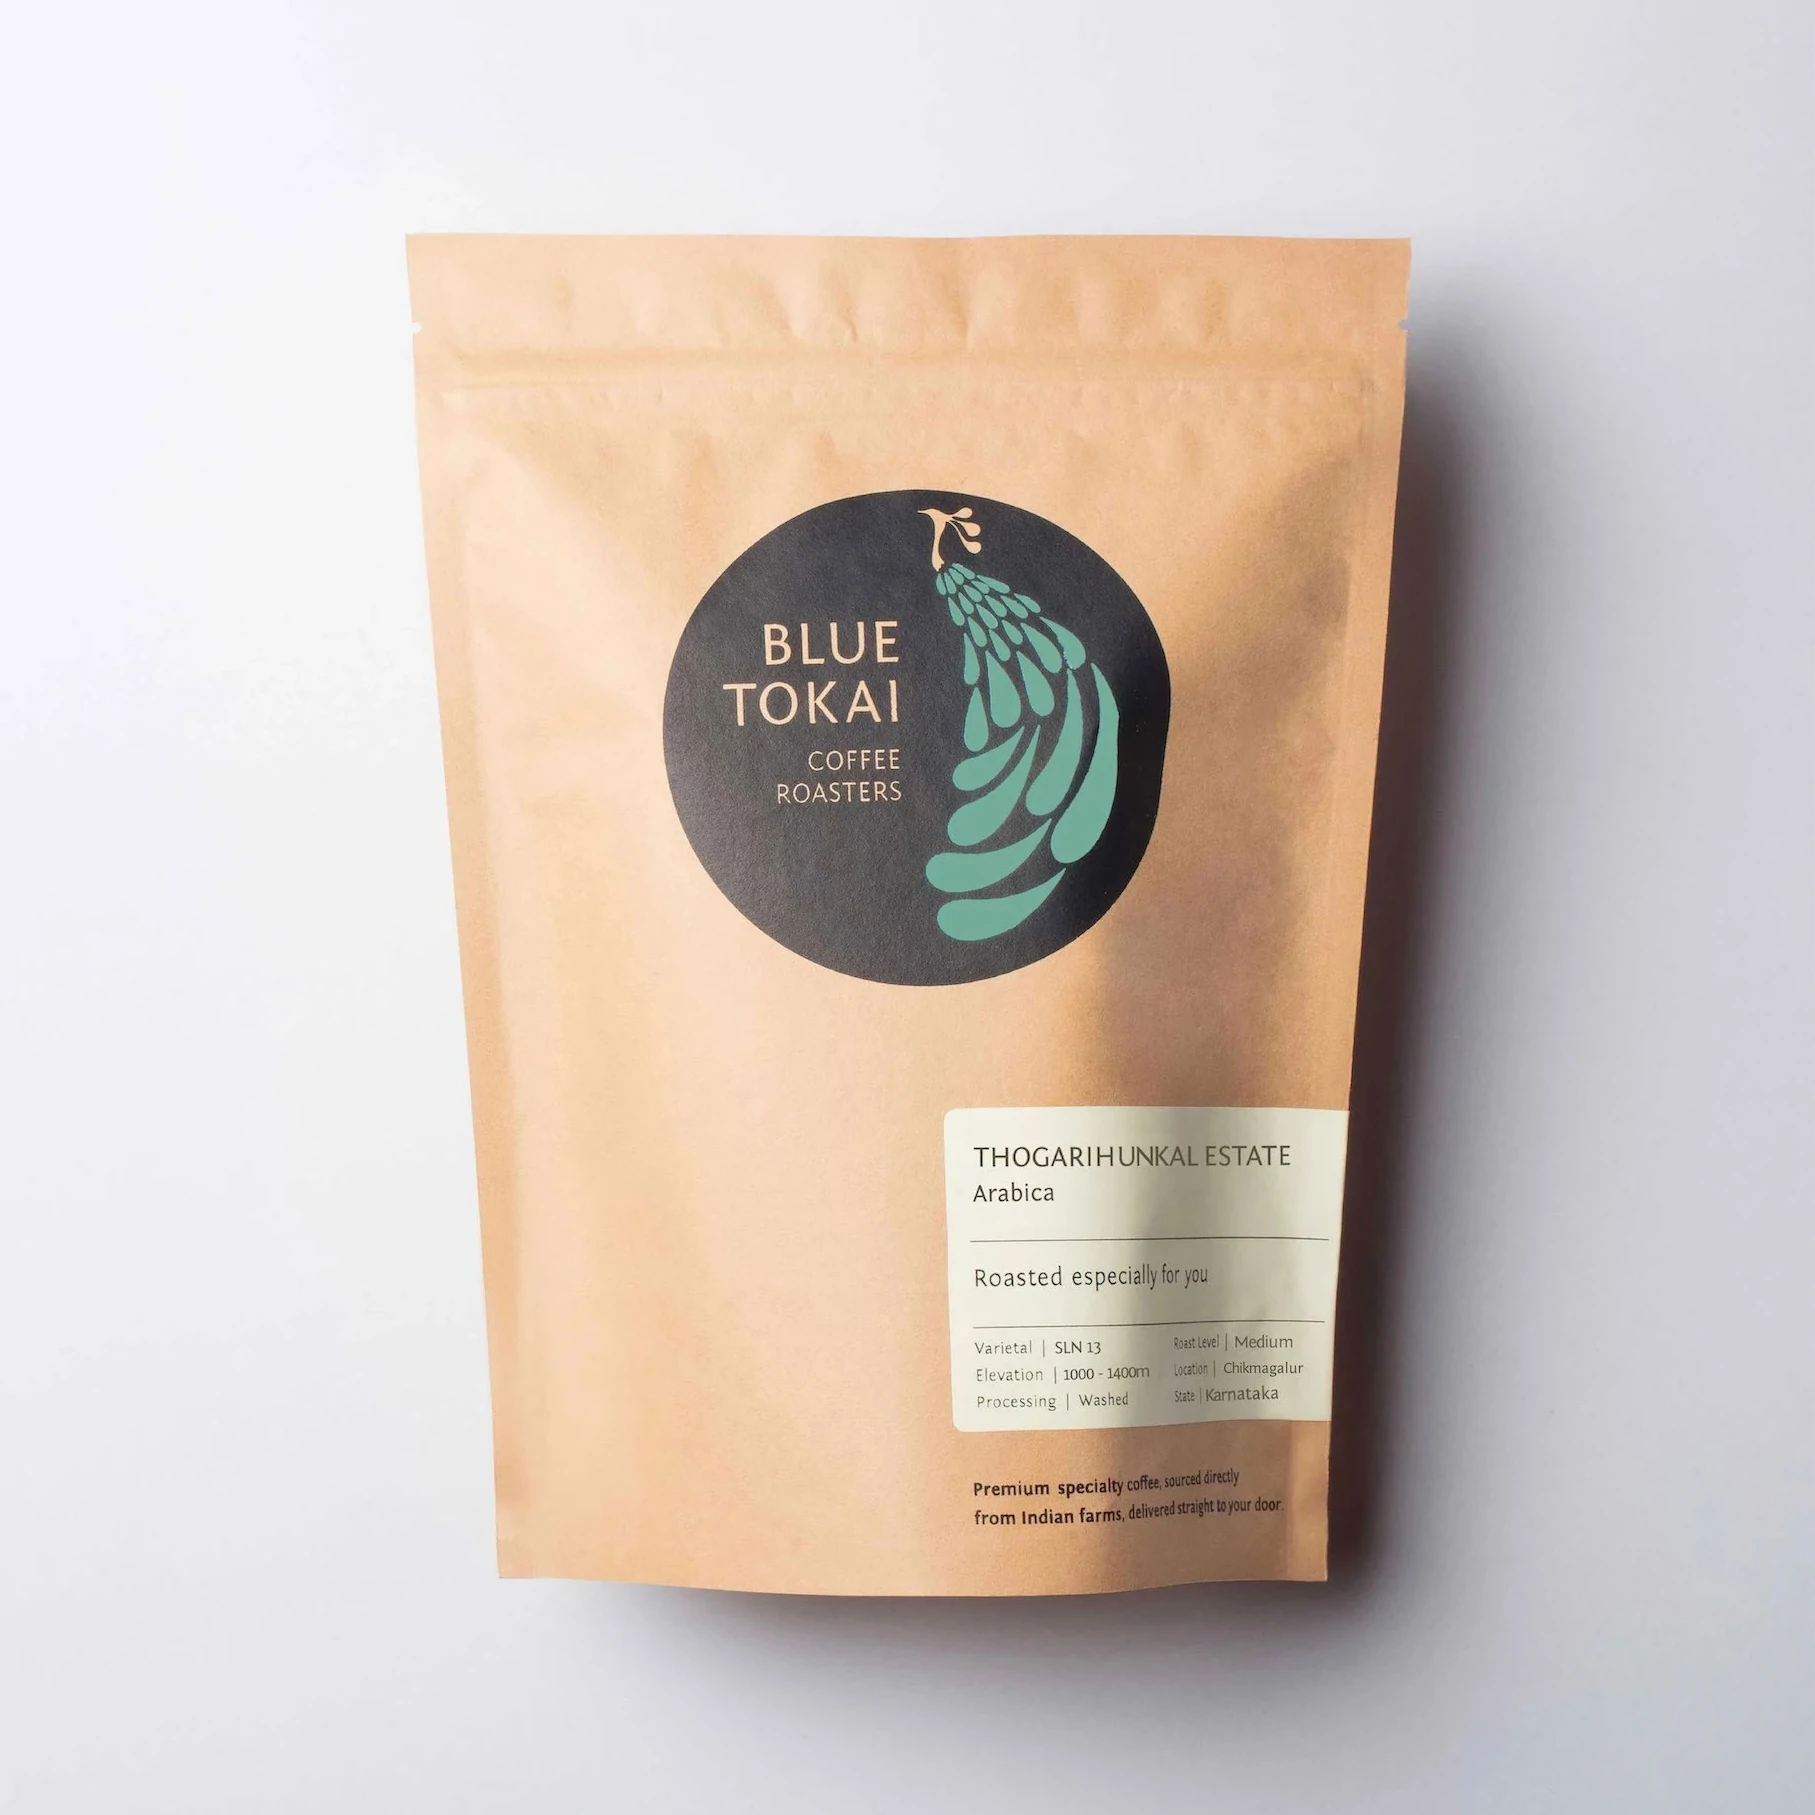 BLUE
TOKAI
COFFEE
ROASTERS
THOGARIHUNKAL ESTATE
Arabica
Roasted especially for you
Varietal | SLN 13
Elevation | 1000 - 1400m
Processing | Washed
Roast Level | Medium
Location | Chikmagalur
State | Karnataka
Premium specialty coffee, sourced directly
from Indian farms, delivered straight to your door.